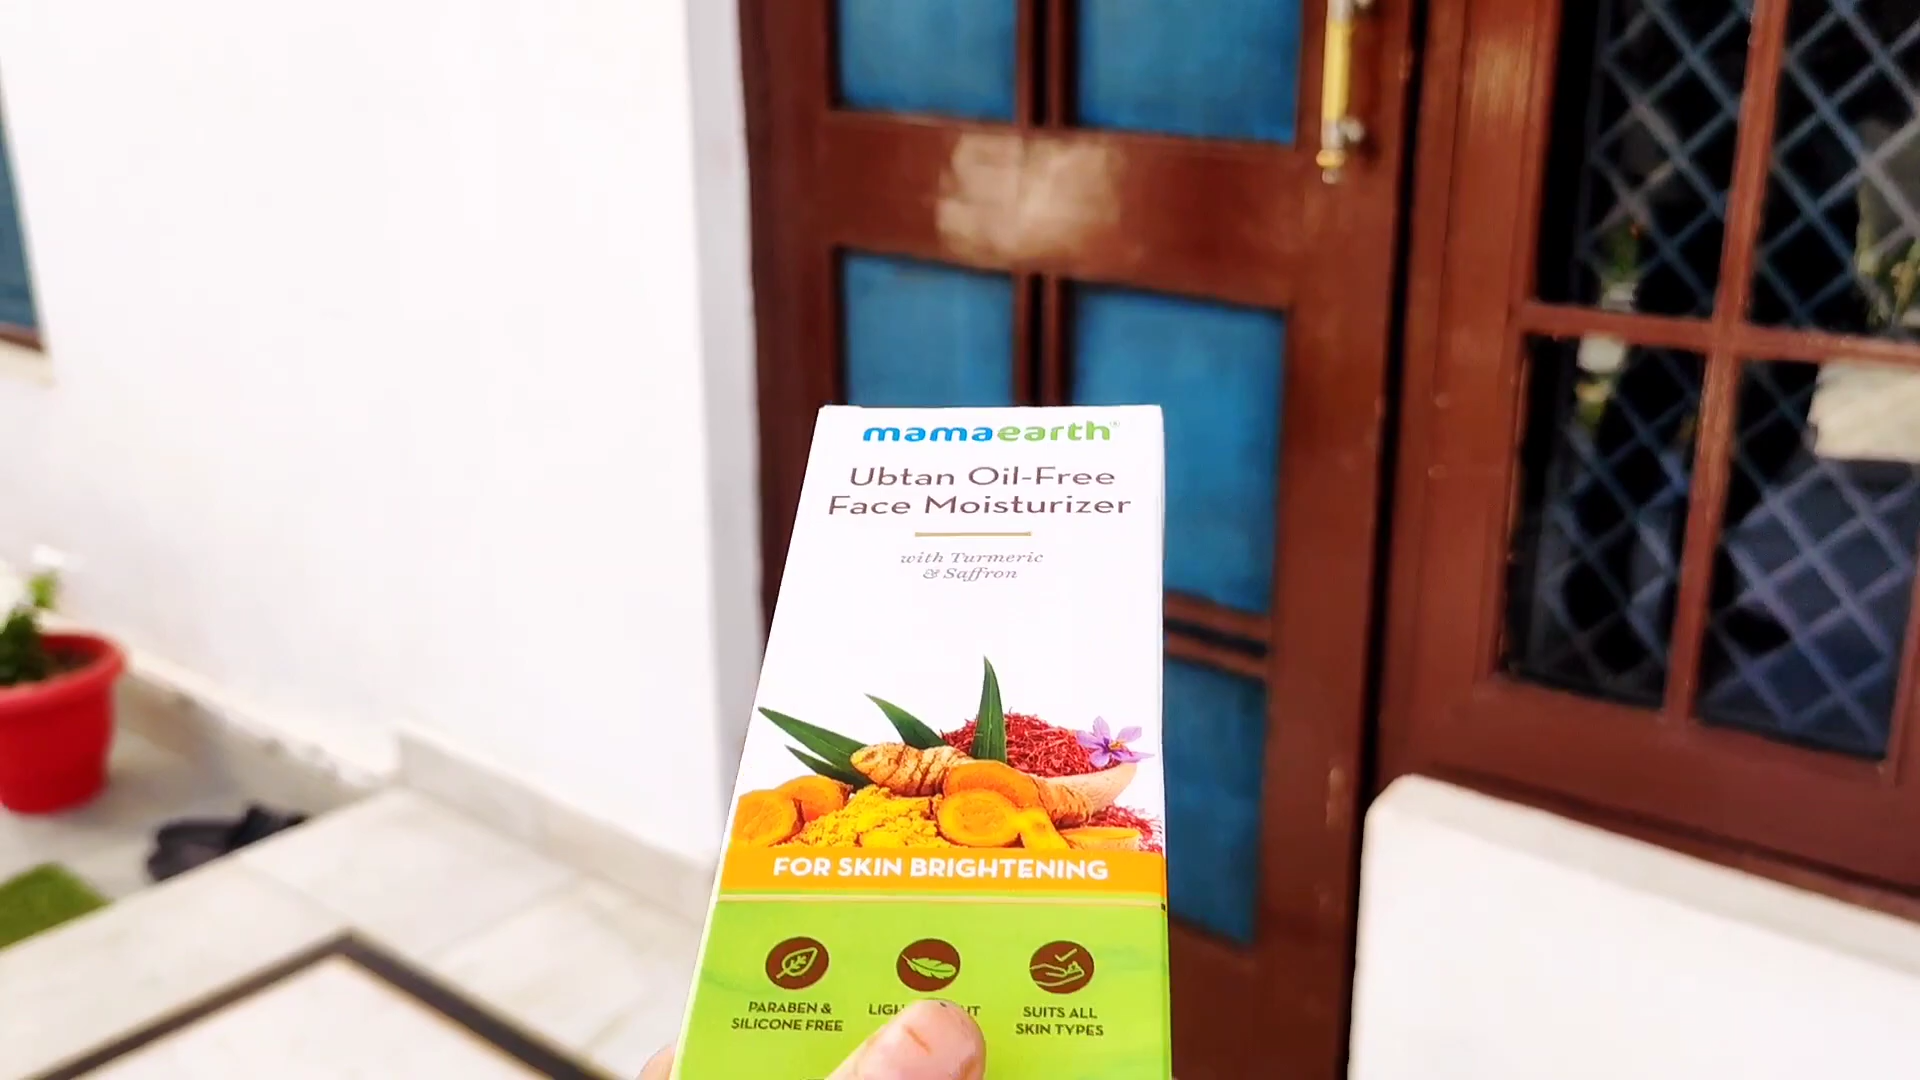 mamaearth®
Ubtan Oil-Free
Face Moisturizer
with Turmeric
& Saffron
FOR SKIN BRIGHTENING
PARABEN &
SILICONE FREE
SUITS ALL
SKIN TYPES